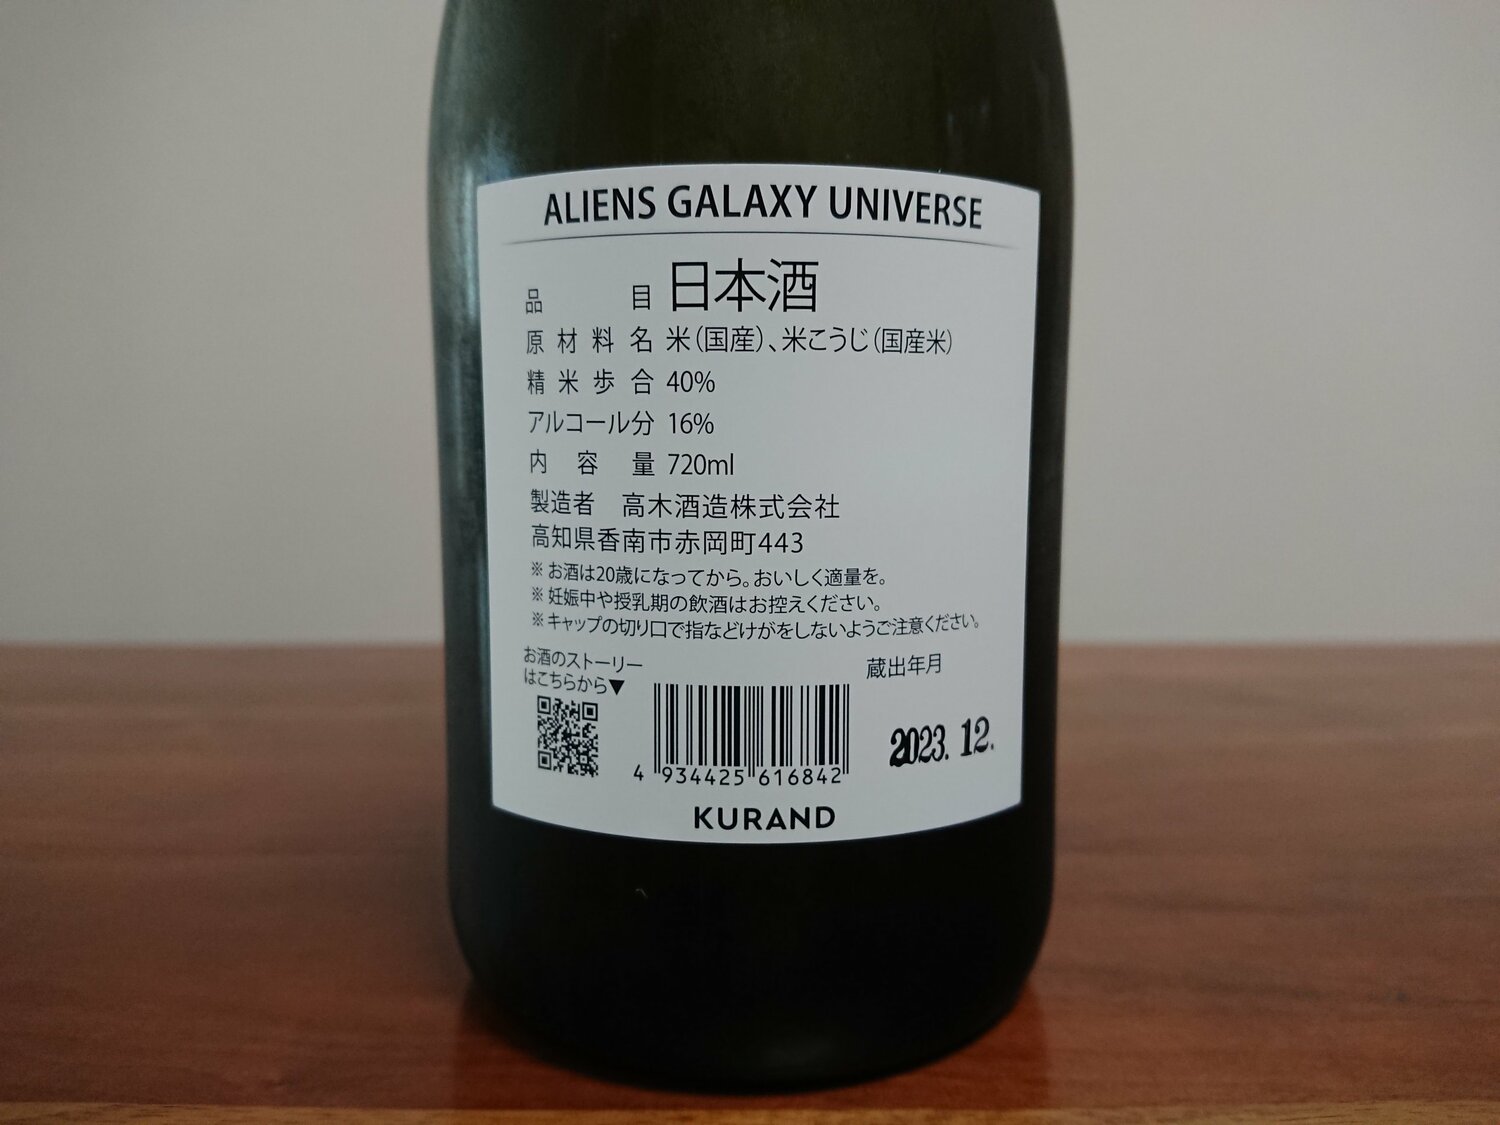 ALIENS GALAXY UNIVERSE
品目 日本酒
原材料名 米(国産)、米こうじ(国産米)
精米歩合 40%
アルコール分 16%
内容量 720ml
製造者 高木酒造株式会社
高知県香南市赤岡町443
※お酒は20歳になってから。おいしく適量を。
※妊娠中や授乳期の飲酒はお控えください。
※キャップの切り口で指などけがをしないようご注意ください。
お酒のストーリー
はこちらから▼
蔵出年月
2023.12.
4 934425 616842
KURAND